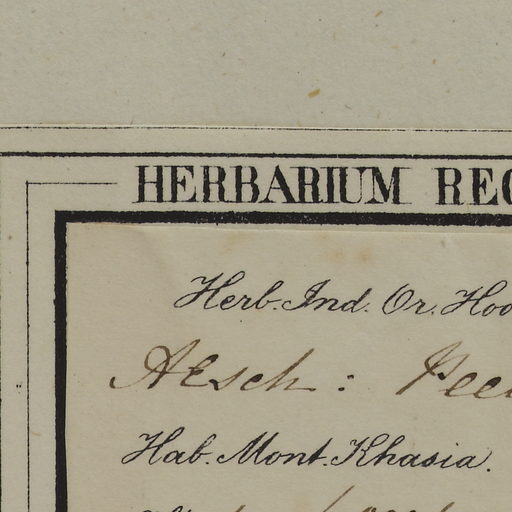 HERBARIUM REG
Herb. Ind. Or. Hoo
Aesch:
Hab. Mont. Khasia.